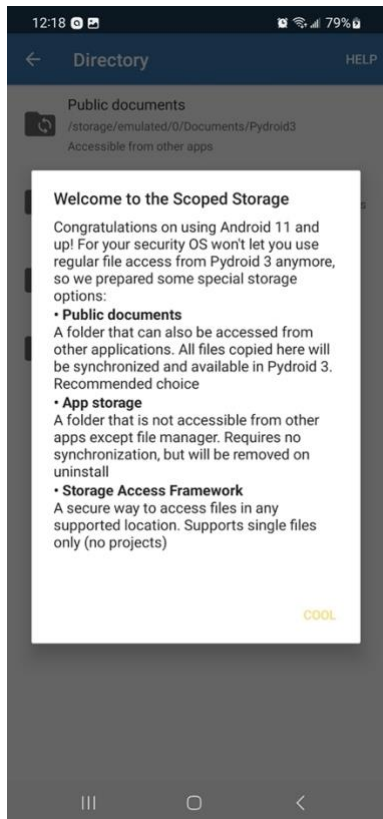 12:18 79%
← Directory HELP
Public documents
/storage/emulated/0/Documents/Pydroid3
Accessible from other apps
s
Welcome to the Scoped Storage
Congratulations on using Android 11 and
up! For your security OS won't let you use
regular file access from Pydroid 3 anymore,
so we prepared some special storage
options:
• Public documents
A folder that can also be accessed from
other applications. All files copied here will
be synchronized and available in Pydroid 3.
Recommended choice
• App storage
A folder that is not accessible from other
apps except file manager. Requires no
synchronization, but will be removed on
uninstall
• Storage Access Framework
A secure way to access files in any
supported location. Supports single files
only (no projects)
COOL